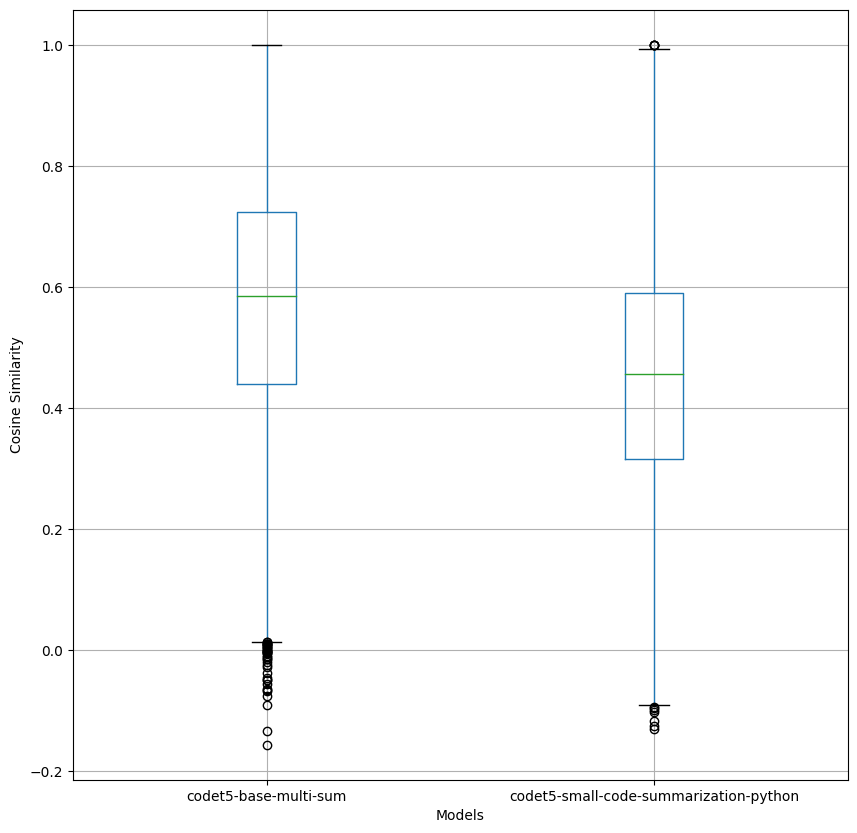 1.0
0.8
0.6
0.4
0.2
0.0
−0.2
Cosine Similarity
codet5-base-multi-sum
codet5-small-code-summarization-python
Models